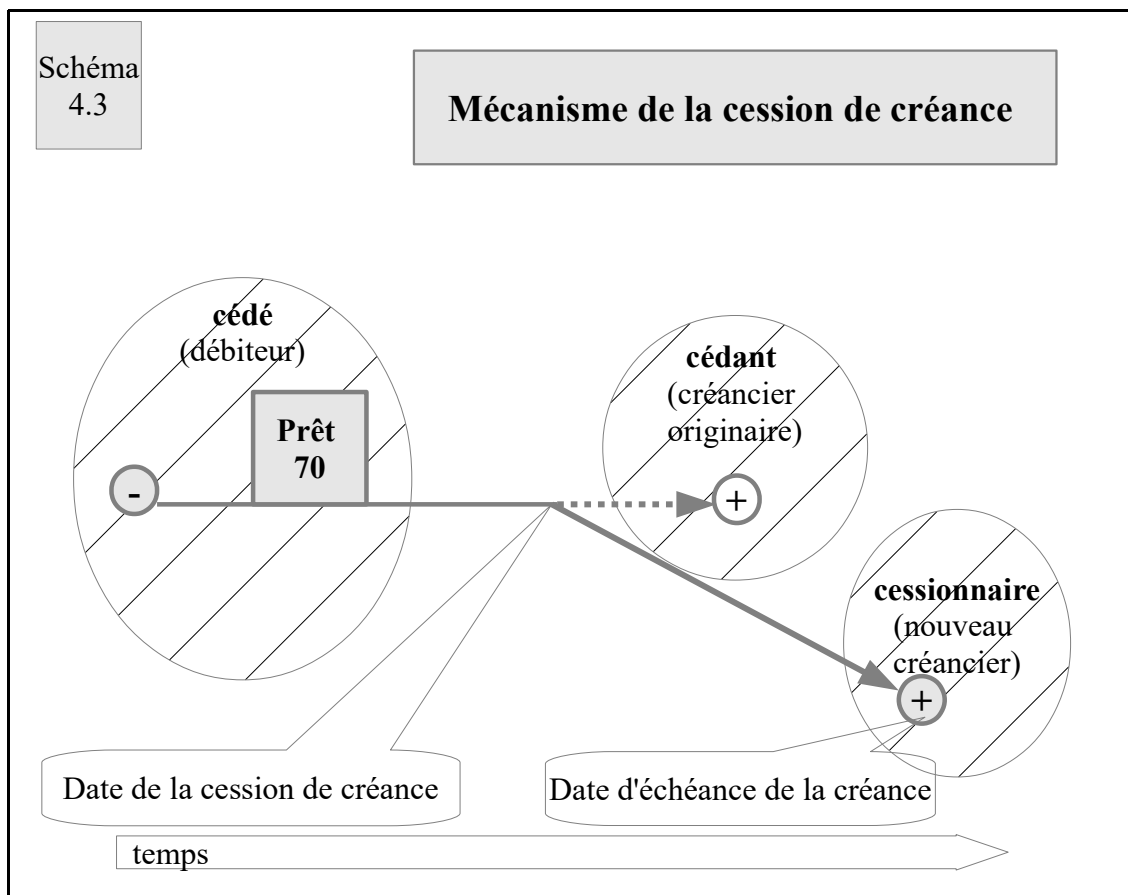 Schéma
4.3
Mécanisme de la cession de créance
cédé
(débiteur)
Prêt
70
-
cédant
(créancier
originaire)
+
cessionnaire
(nouveau
créancier)
+
Date de la cession de créance
Date d'échéance de la créance
temps